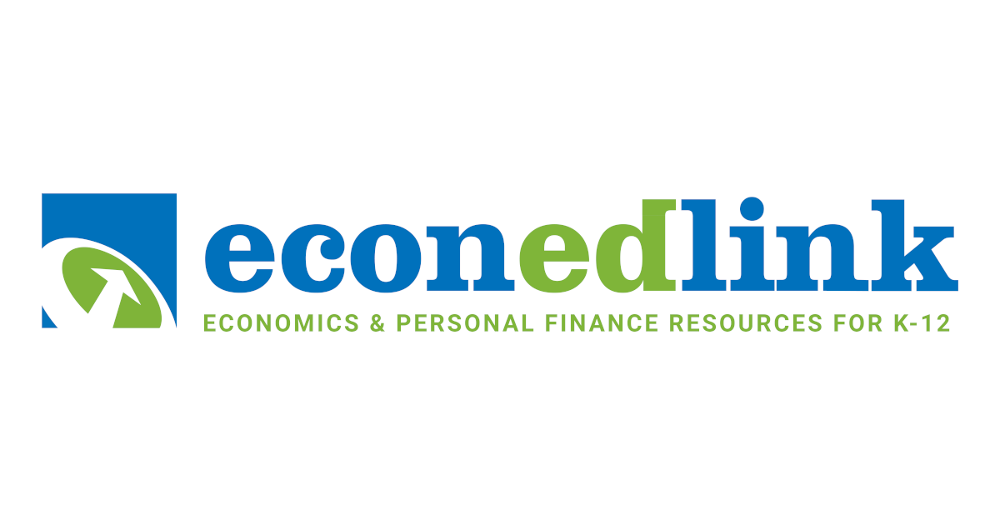 econedlink
ECONOMICS & PERSONAL FINANCE RESOURCES FOR K-12